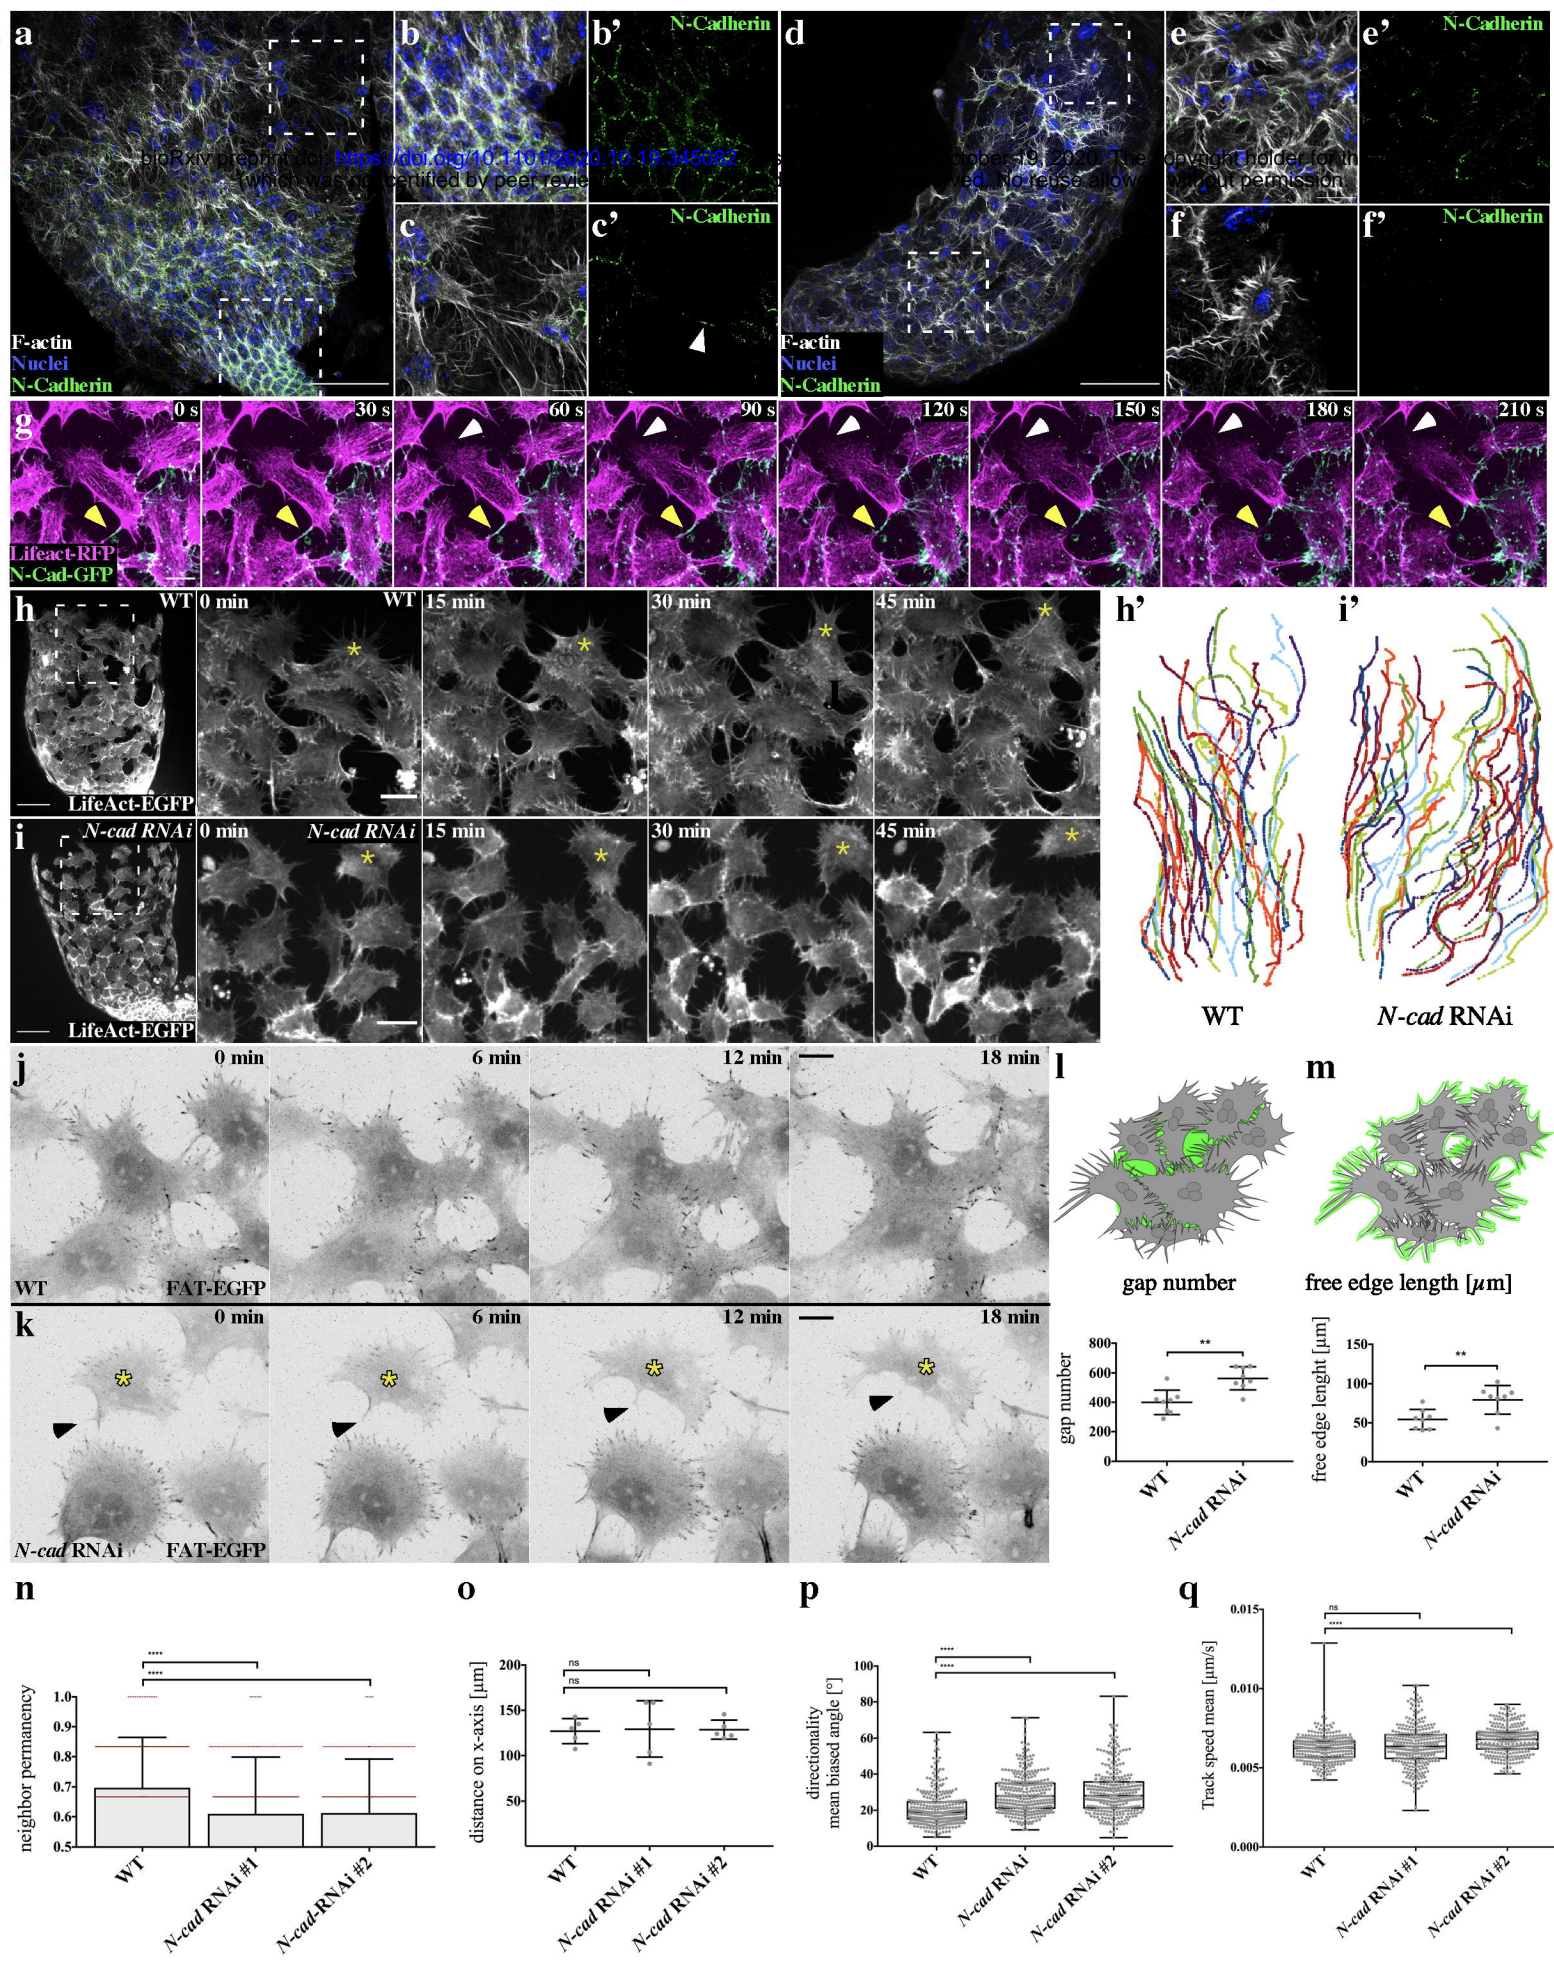 a
b
b’
N-Cadherin
d
e
e’
N-Cadherin
bioRxiv preprint doi: https://doi.org/10.1101/2020.10.19.345082
October 19, 2020. The copyright holder for th
(which was not certified by peer revie
ved. No reuse allowed without permission.
c
c’
N-Cadherin
f
f’
N-Cadherin
F-actin
Nuclei
N-Cadherin
F-actin
Nuclei
N-Cadherin
g
0 s
30 s
60 s
90 s
120 s
150 s
180 s
210 s
Lifeact-RFP
N-Cad-GFP
h
WT
0 min
WT
15 min
30 min
45 min
h’
i’
LifeAct-EGFP
i
N-cad RNAi
0 min
N-cad RNAi
15 min
30 min
45 min
LifeAct-EGFP
WT
N-cad RNAi
j
0 min
6 min
12 min
18 min
WT
FAT-EGFP
k
0 min
6 min
12 min
18 min
N-cad RNAi
FAT-EGFP
l
m
gap number
free edge length [µm]
gap number
800
600
400
200
0
**
WT
N-cad RNAi
free edge lenght [µm]
150
100
50
0
**
WT
N-cad RNAi
n
neighbor permanency
1.0
0.9
0.8
0.7
0.6
0.5
****
****
WT
N-cad RNAi #1
N-cad-RNAi #2
o
distance on x-axis [µm]
200
150
100
50
ns
ns
WT
N-cad RNAi #1
N-cad RNAi #2
p
directionality
mean biased angle [°]
100
80
60
40
20
0
****
****
WT
N-cad RNAi
N-cad RNAi #2
q
Track speed mean [µm/s]
0.015
0.010
0.005
0.000
ns
****
WT
N-cad RNAi #1
N-cad RNAi #2